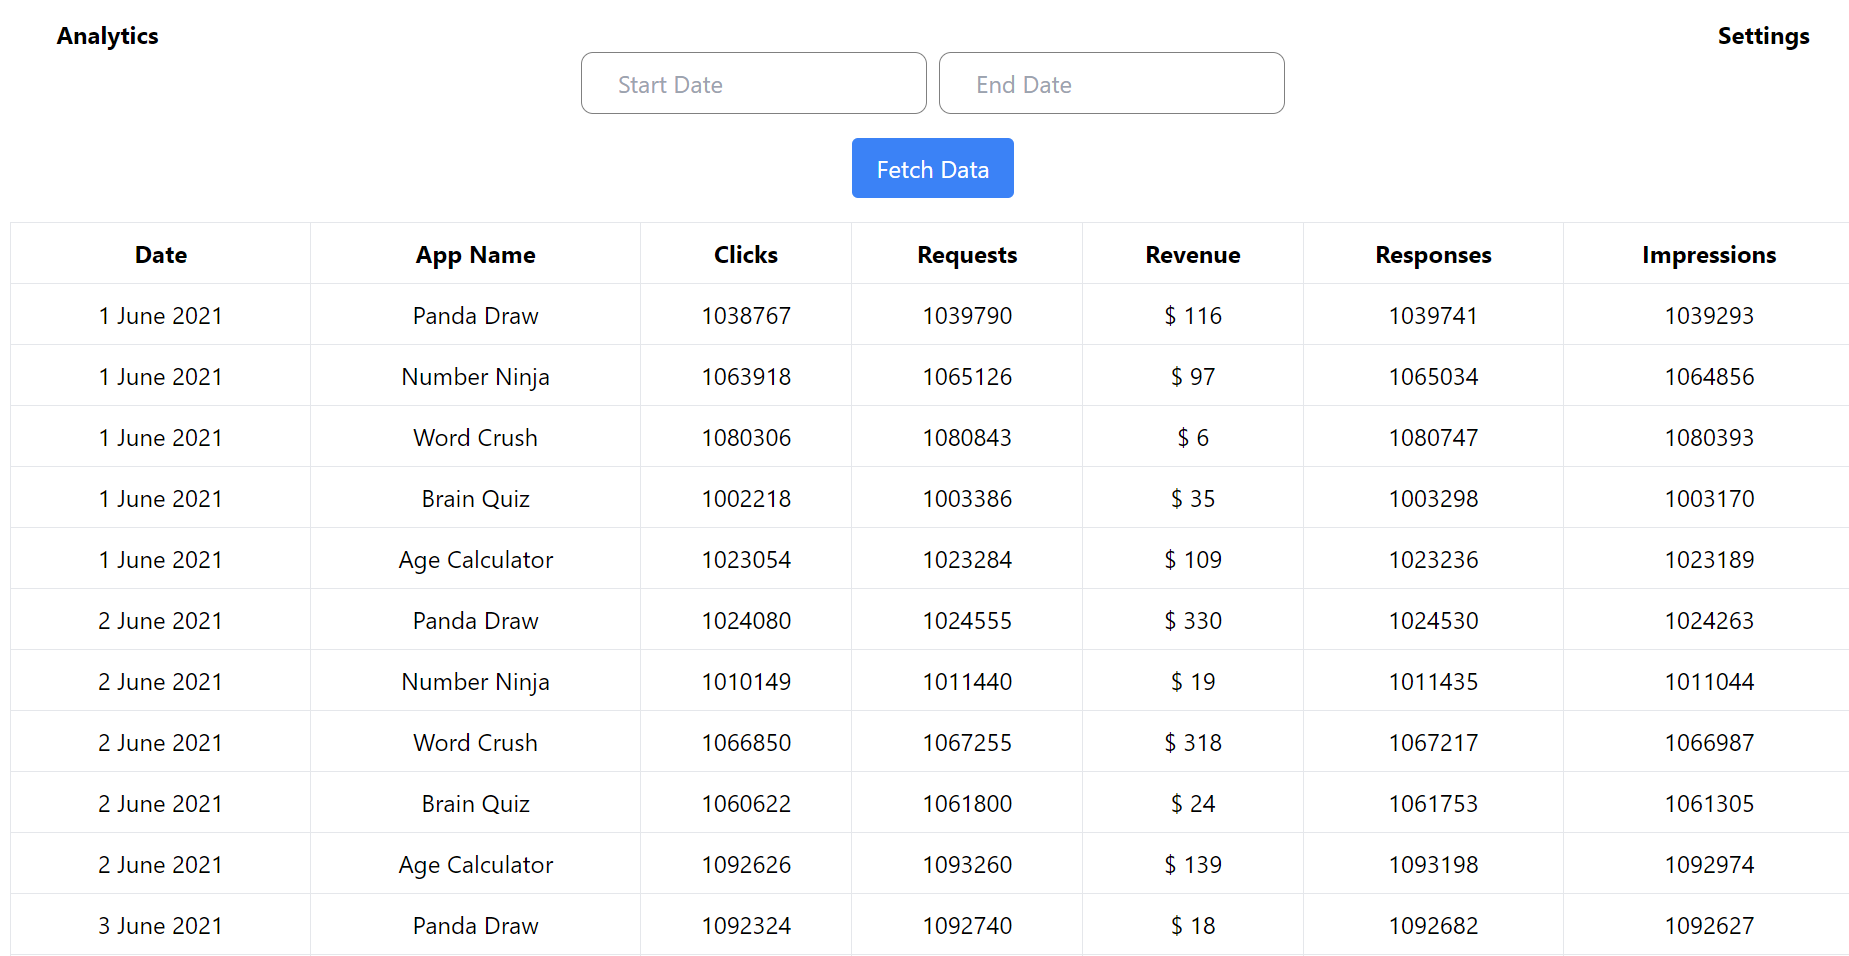 Analytics
Settings
Start Date
End Date
Fetch Data
Date App Name Clicks Requests Revenue Responses Impressions
1 June 2021 Panda Draw 1038767 1039790 $ 116 1039741 1039293
1 June 2021 Number Ninja 1063918 1065126 $ 97 1065034 1064856
1 June 2021 Word Crush 1080306 1080843 $ 6 1080747 1080393
1 June 2021 Brain Quiz 1002218 1003386 $ 35 1003298 1003170
1 June 2021 Age Calculator 1023054 1023284 $ 109 1023236 1023189
2 June 2021 Panda Draw 1024080 1024555 $ 330 1024530 1024263
2 June 2021 Number Ninja 1010149 1011440 $ 19 1011435 1011044
2 June 2021 Word Crush 1066850 1067255 $ 318 1067217 1066987
2 June 2021 Brain Quiz 1060622 1061800 $ 24 1061753 1061305
2 June 2021 Age Calculator 1092626 1093260 $ 139 1093198 1092974
3 June 2021 Panda Draw 1092324 1092740 $ 18 1092682 1092627